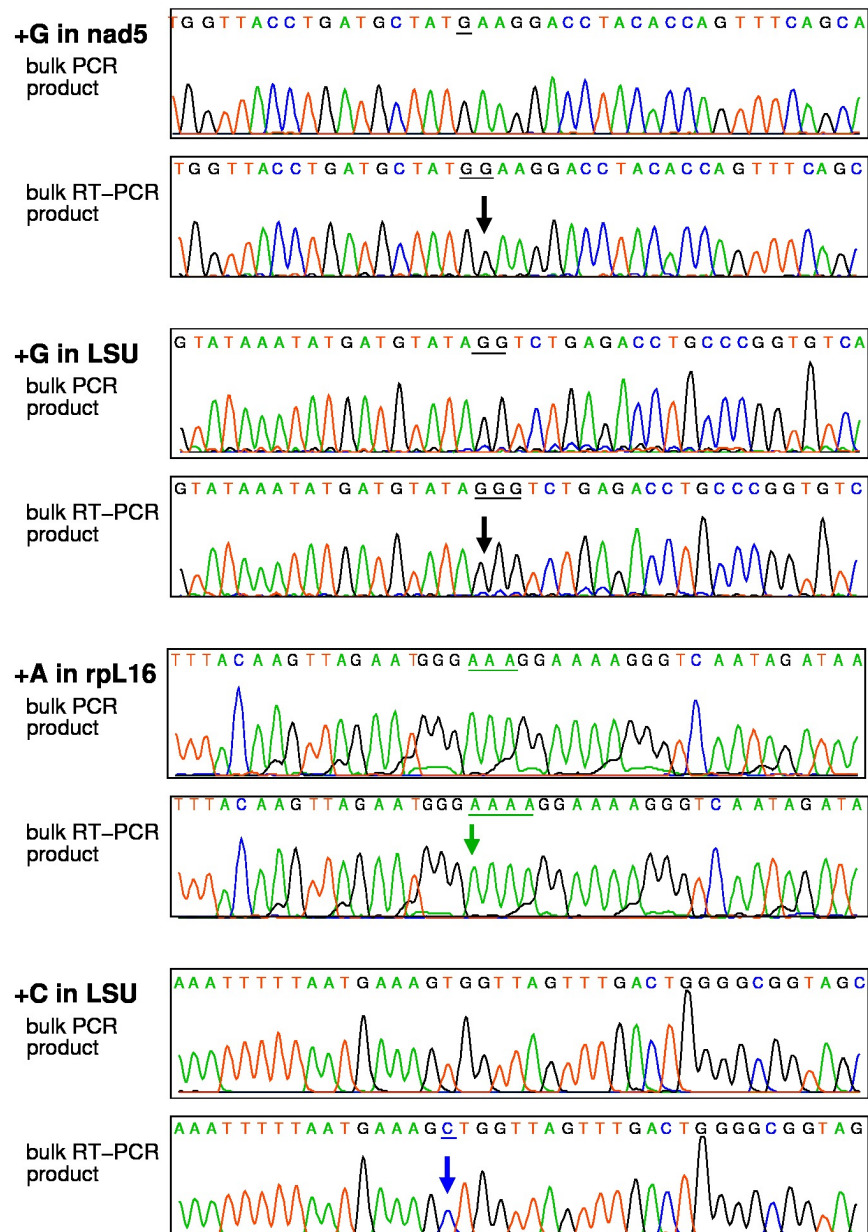 TGGTTACCTGATGCTATGAAGGACCTACACCAGTTTCAGCA
+G in nad5
bulk PCR
product
TGGTTACCTGATGCTATGGAAGGACCTACACCAGTTTCAGC
bulk RT-PCR
product
GTATAAATATGATGTATAGGTCTGAGACCTGCCCGGTGTCA
+G in LSU
bulk PCR
product
GTATAAATATGATGTATAGGGTCTGAGACCTGCCCGGTGTC
bulk RT-PCR
product
TTTACAAGTTAGAATGGGAAAGGAAAAGGGTCAATAGATAA
+A in rpL16
bulk PCR
product
TTTACAAGTTAGAATGGGAAAAGGAAAAGGGTCAATAGATA
bulk RT-PCR
product
AAATTTTTAATGAAAGTGGTTAGTTTGACTGGGGCGGTAGC
+C in LSU
bulk PCR
product
AAATTTTTAATGAAAGCTGGTTAGTTTGACTGGGGCGGTAG
bulk RT-PCR
product